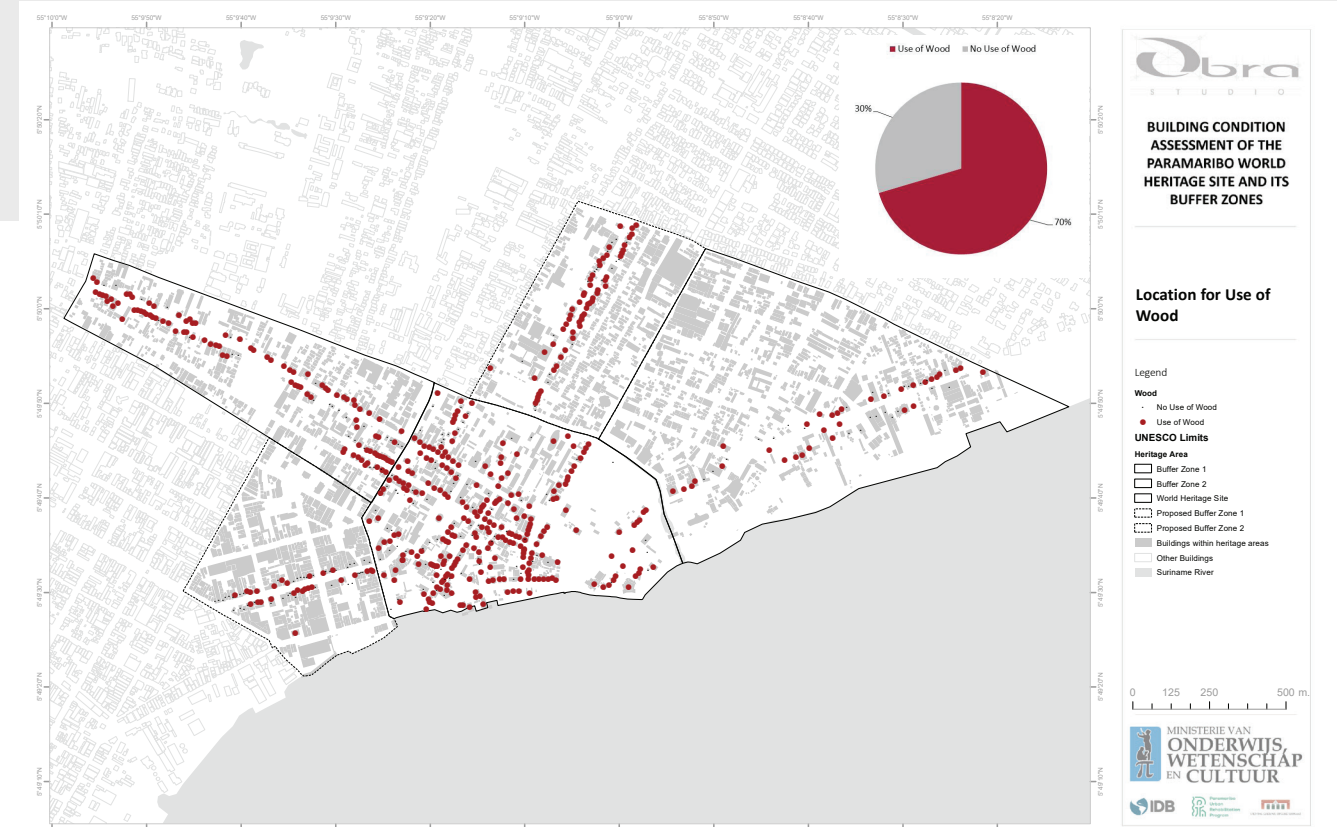 55°10'0"W 55°9'50"W 55°9'40"W 55°9'30"W 55°9'20"W 55°9'10"W 55°9'0"W 55°8'50"W 55°8'40"W 55°8'30"W 55°8'20"W
Use of Wood No Use of Wood
30%
70%
Obra
STUDIO
BUILDING CONDITION
ASSESSMENT OF THE
PARAMARIBO WORLD
HERITAGE SITE AND ITS
BUFFER ZONES
Location for Use of
Wood
Legend
Wood
No Use of Wood
Use of Wood
UNESCO Limits
Heritage Area
Buffer Zone 1
Buffer Zone 2
World Heritage Site
Proposed Buffer Zone 1
Proposed Buffer Zone 2
Buildings within heritage areas
Other Buildings
Suriname River
0 125 250 500 m.
MINISTERIE VAN
ONDERWIJS,
WETENSCHAP
EN CULTUUR
IDB
Paramaribo
Urban
Rehabilitation
Program